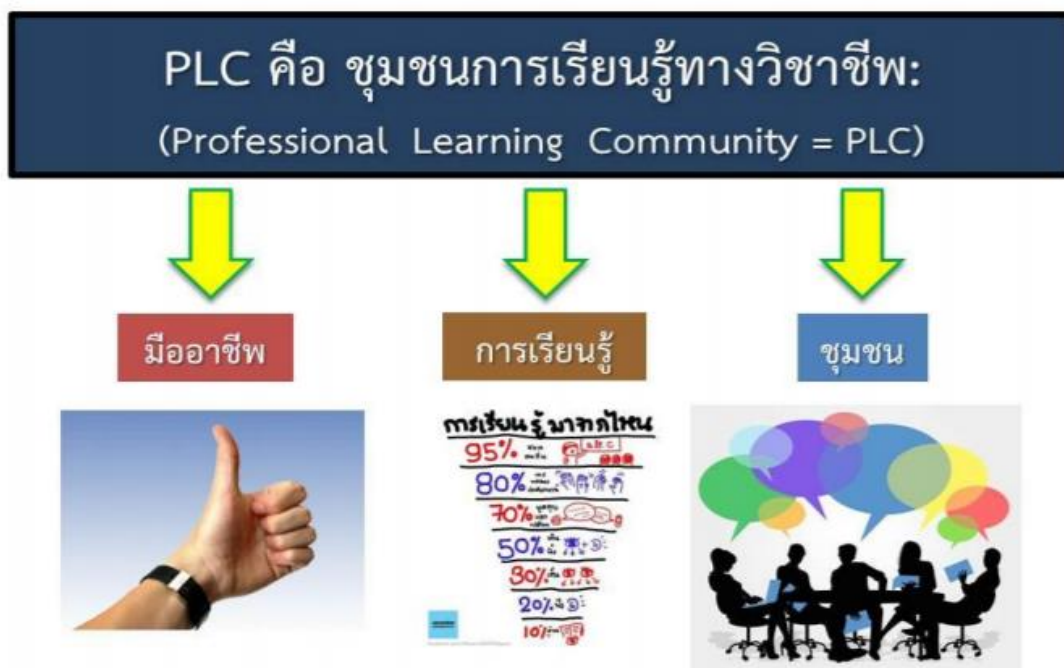 PLC คือ ชุมชนการเรียนรู้ทางวิชาชีพ:
(Professional Learning Community = PLC)
มืออาชีพ
การเรียนรู้
ชุมชน
การเรียนรู้มาจากไหน
95%
80%
70%
50%
30%
20%
10%